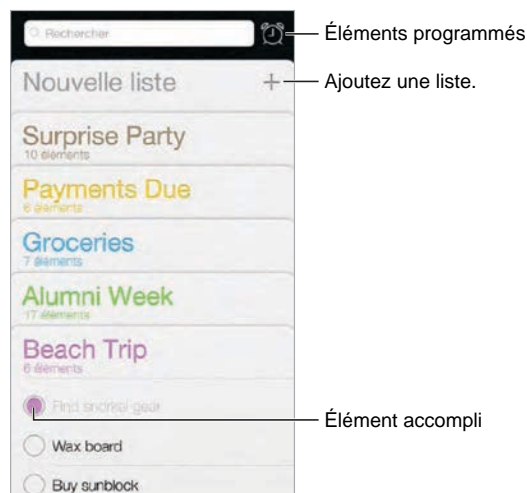 Rechercher
Éléments programmés
Nouvelle liste
Ajoutez une liste.
Surprise Party
10 éléments
Payments Due
6 éléments
Groceries
7 éléments
Alumni Week
17 éléments
Beach Trip
6 éléments
Find snorkel gear
Élément accompli
Wax board
Buy sunblock